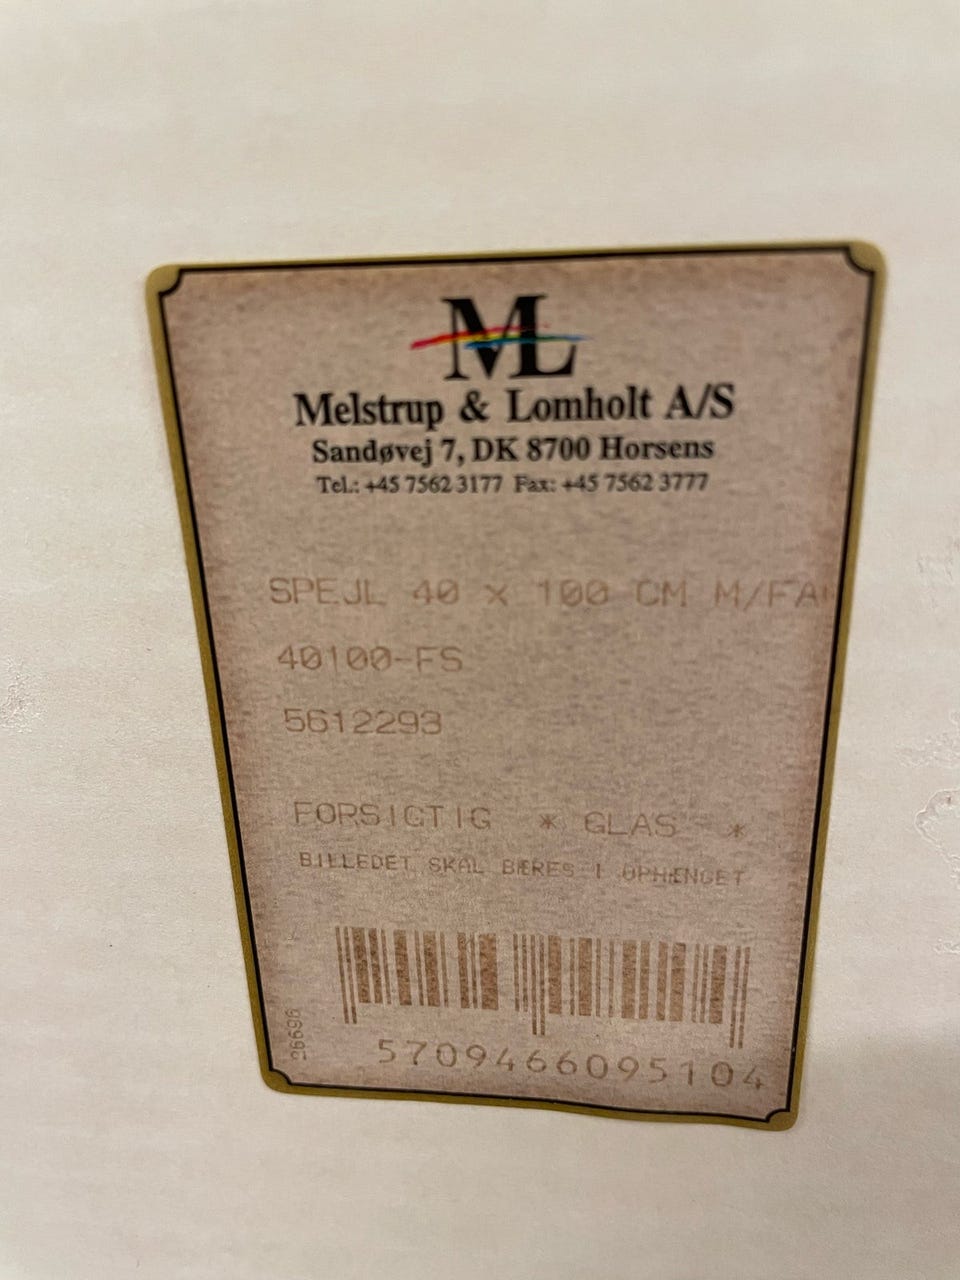 ML
Melstrup & Lomholt A/S
Sandøvej 7, DK 8700 Horsens
Tel.: +45 7562 3177 Fax: +45 7562 3777
SPEJL 40 x 100 CM M/FA
40100-FS
5612293
FORSIGTIG * GLAS *
BILLEDET SKAL BÆRES I OPHÆNGET
5709466095104